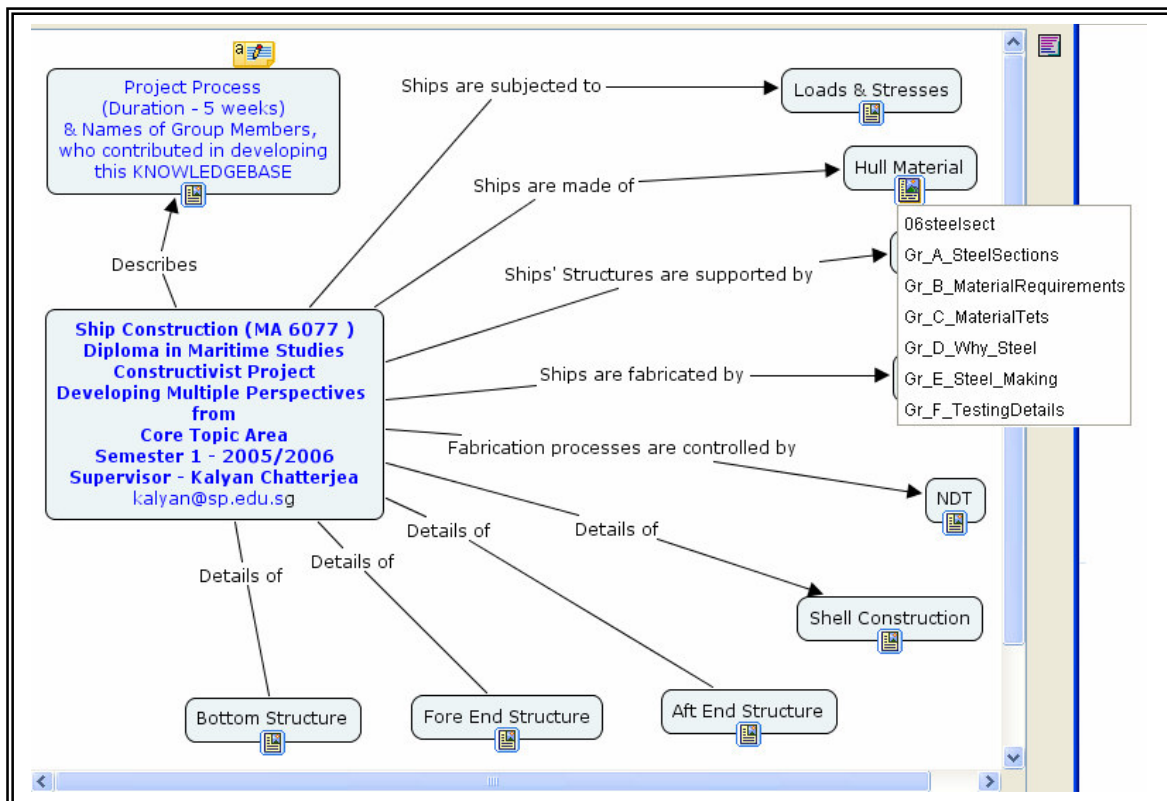 a
Project Process
(Duration - 5 weeks)
& Names of Group Members,
who contributed in developing
this KNOWLEDGEBASE
Ships are subjected to
Loads & Stresses
Ships are made of
Hull Material
06steelsect
Gr_A_SteelSections
Gr_B_MaterialRequirements
Gr_C_MaterialTets
Gr_D_Why_Steel
Gr_E_Steel_Making
Gr_F_TestingDetails
Describes
Ships' Structures are supported by
Ship Construction (MA 6077 )
Diploma in Maritime Studies
Constructivist Project
Developing Multiple Perspectives
from
Core Topic Area
Semester 1 - 2005/2006
Supervisor - Kalyan Chatterjea
kalyan@sp.edu.sg
Ships are fabricated by
Fabrication processes are controlled by
NDT
Details of
Details of
Details of
Details of
Shell Construction
Bottom Structure
Fore End Structure
Aft End Structure